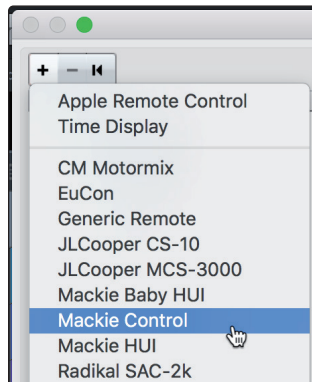 Apple Remote Control
Time Display
CM Motormix
EuCon
Generic Remote
JLCooper CS-10
JLCooper MCS-3000
Mackie Baby HUI
Mackie Control
Mackie HUI
Radikal SAC-2k